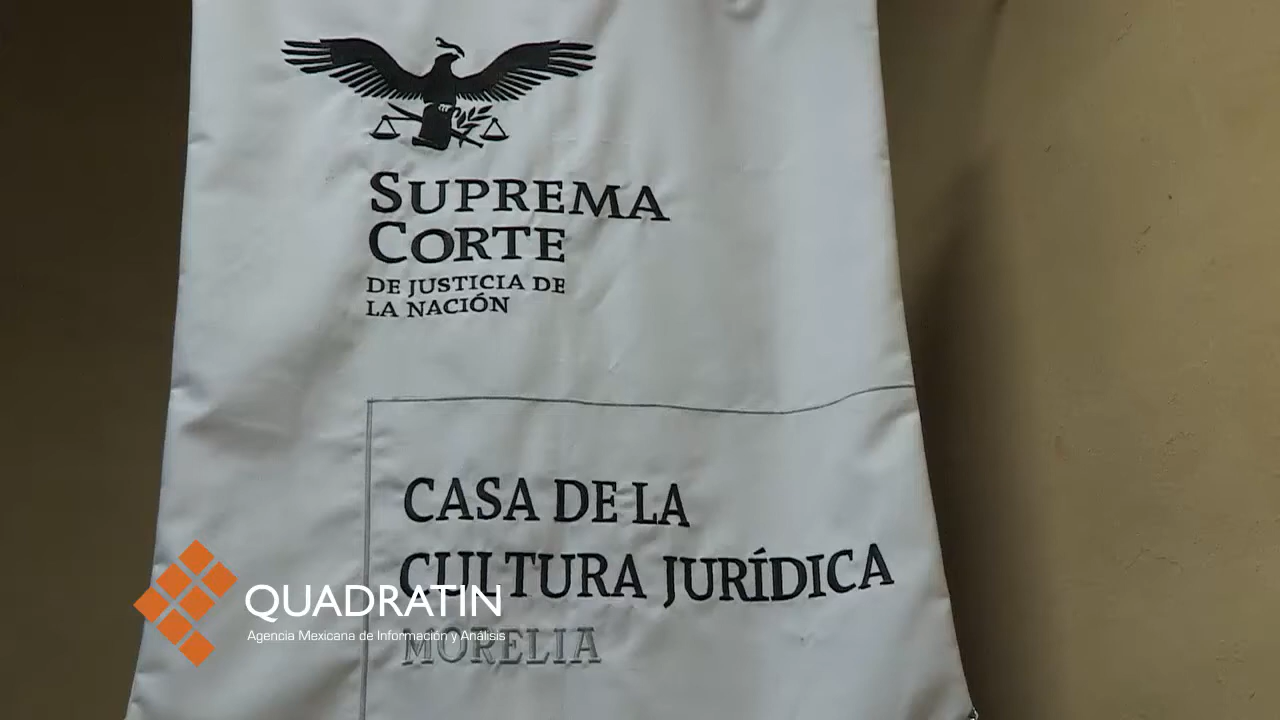 SUPREMA
CORTE
DE JUSTICIA DE
LA NACIÓN
CASA DE LA
CULTURA JURÍDICA
MORELIA
QUADRATIN
Agencia Mexicana de Información y Análisis